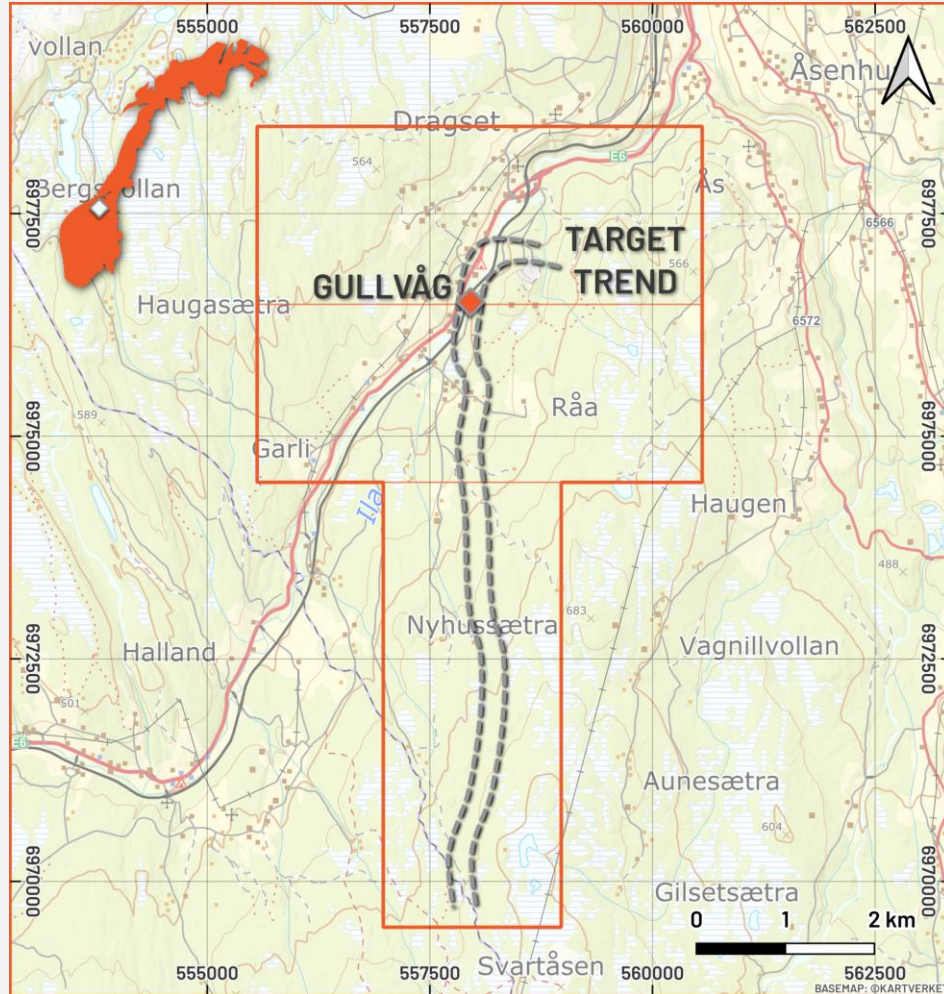 555000
557500
560000
562500
vollan
Åsenhu
Dragset
564
E6
Bergsvollan
Ås
6977500
6977500
6566
TARGET
TREND
566
GULLVÅG
Haugasætra
6572
589
Råa
Garli
6975000
6975000
Ila
Haugen
488
683
Nyhussætra
Halland
Vagnillvollan
6972500
6972500
501
E6
Aunesætra
604
6970000
6970000
Gilsetsætra
0 1 2 km
Svartåsen
555000
557500
560000
562500
BASEMAP: ©KARTVERKE